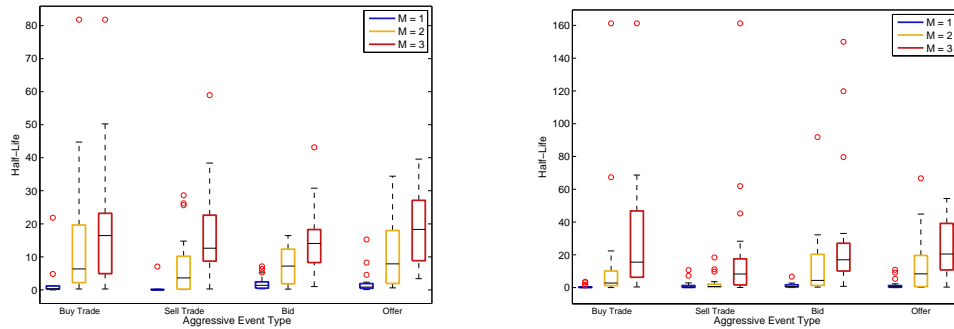 80
70
60
50
40
30
20
10
0
Half−Life
M = 1
M = 2
M = 3
Buy Trade Sell Trade Bid Offer
Aggressive Event Type
160
140
120
100
80
60
40
20
0
Half−Life
M = 1
M = 2
M = 3
Buy Trade Sell Trade Bid Offer
Aggressive Event Type